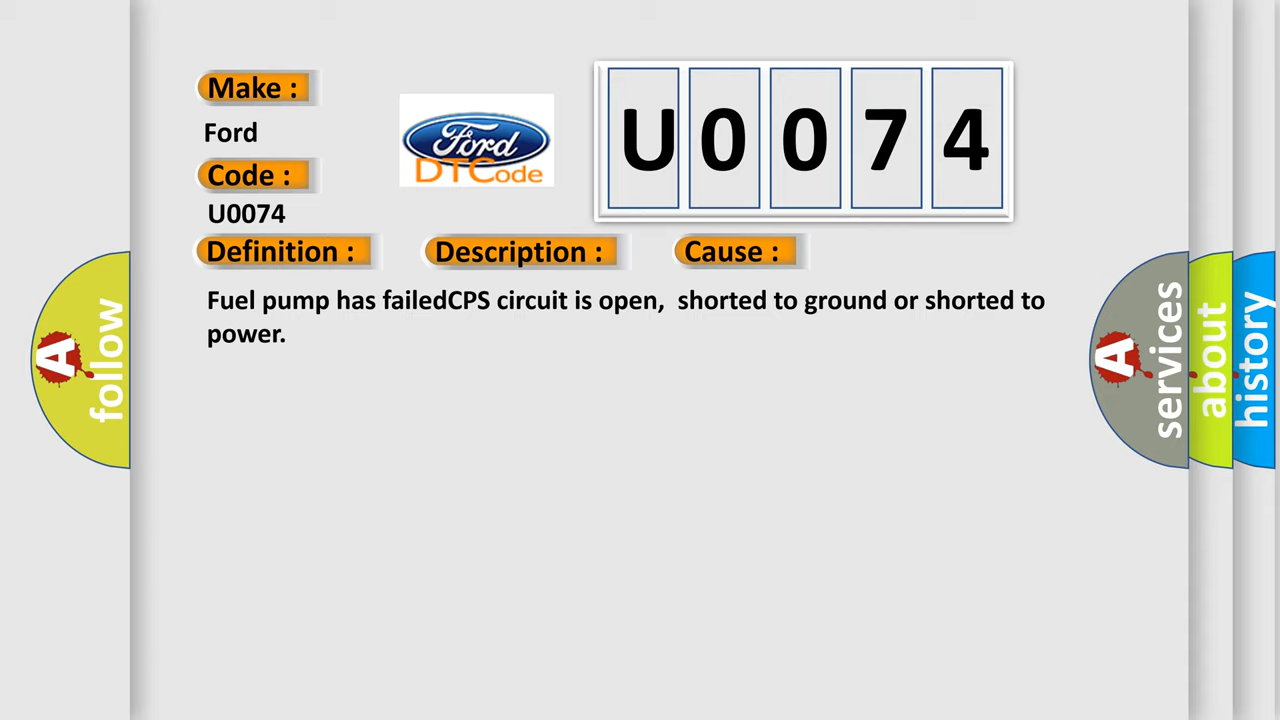 Make :
Ford
Code :
U0074
Ford
DTCode
U0074
Definition :
Description :
Cause :
Fuel pump has failedCPS circuit is open,  shorted to ground or shorted to
power.
A follow
A services
about
history